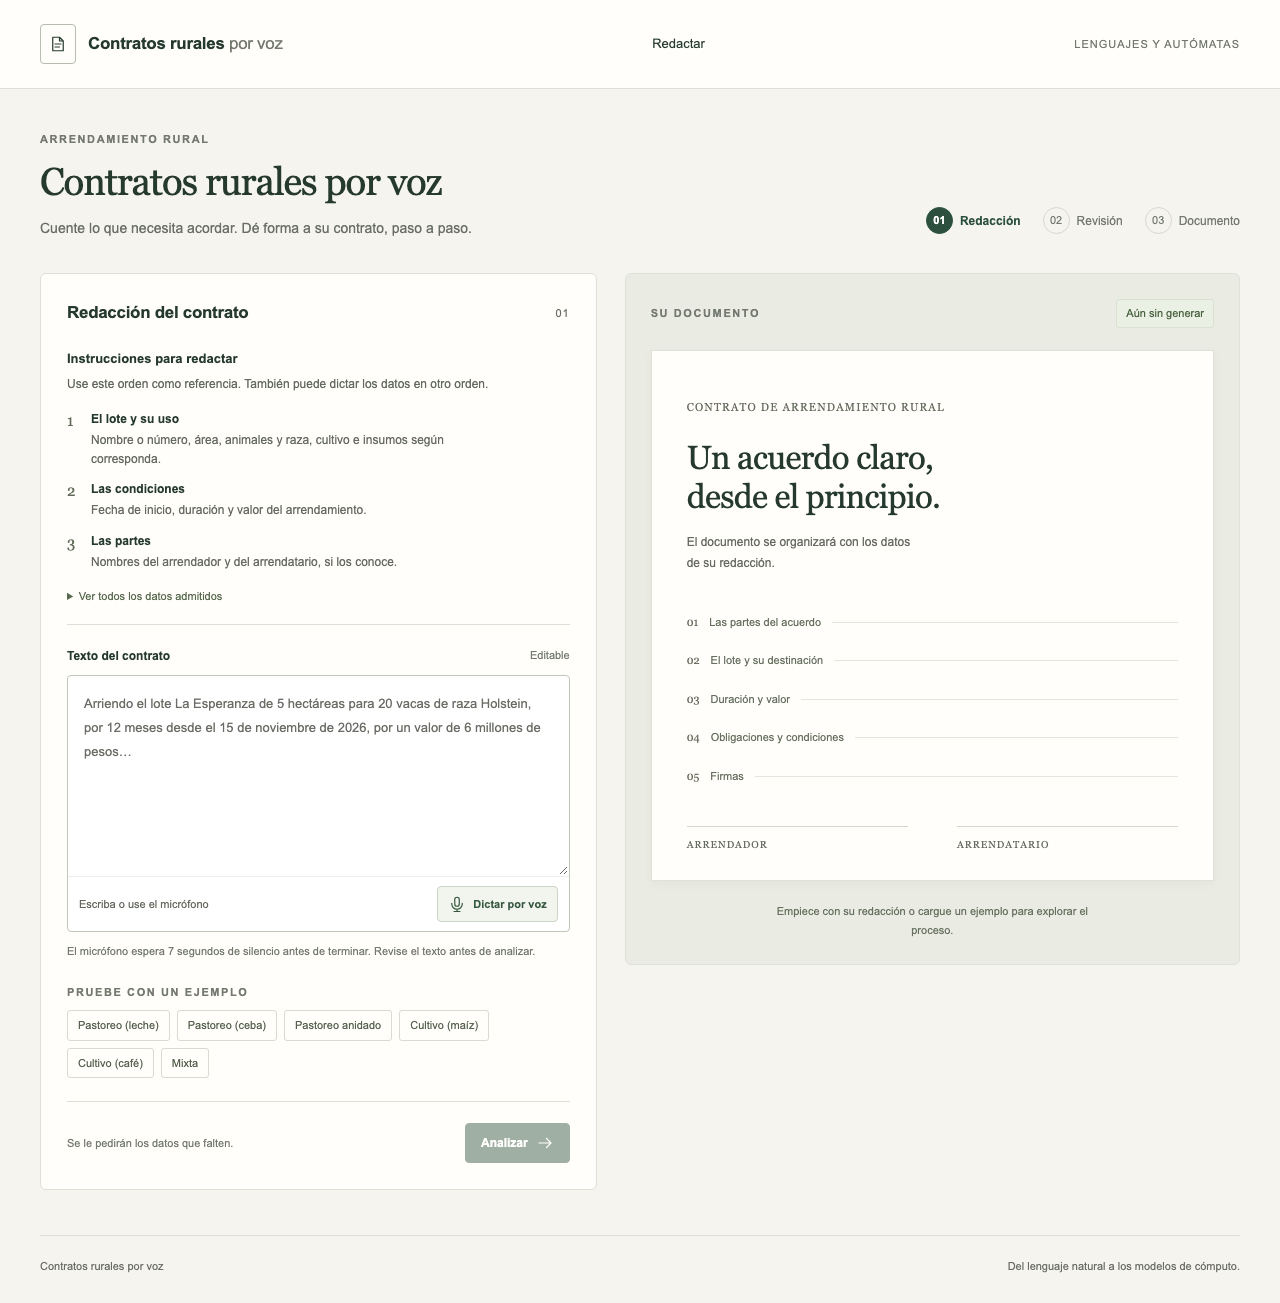 Contratos rurales por voz
Redactar
LENGUAJES Y AUTÓMATAS
ARRENDAMIENTO RURAL
Contratos rurales por voz
Cuente lo que necesita acordar. Dé forma a su contrato, paso a paso.
01 Redacción
02 Revisión
03 Documento
Redacción del contrato
01
Instrucciones para redactar
Use este orden como referencia. También puede dictar los datos en otro orden.
1 El lote y su uso
Nombre o número, área, animales y raza, cultivo e insumos según
corresponda.
2 Las condiciones
Fecha de inicio, duración y valor del arrendamiento.
3 Las partes
Nombres del arrendador y del arrendatario, si los conoce.
Ver todos los datos admitidos
Texto del contrato
Editable
Arriendo el lote La Esperanza de 5 hectáreas para 20 vacas de raza Holstein,
por 12 meses desde el 15 de noviembre de 2026, por un valor de 6 millones de
pesos…
Escriba o use el micrófono
Dictar por voz
El micrófono espera 7 segundos de silencio antes de terminar. Revise el texto antes de analizar.
PRUEBE CON UN EJEMPLO
Pastoreo (leche)
Pastoreo (ceba)
Pastoreo anidado
Cultivo (maíz)
Cultivo (café)
Mixta
Se le pedirán los datos que falten.
Analizar
SU DOCUMENTO
Aún sin generar
CONTRATO DE ARRENDAMIENTO RURAL
Un acuerdo claro,
desde el principio.
El documento se organizará con los datos
de su redacción.
01 Las partes del acuerdo
02 El lote y su destinación
03 Duración y valor
04 Obligaciones y condiciones
05 Firmas
ARRENDADOR
ARRENDATARIO
Empiece con su redacción o cargue un ejemplo para explorar el
proceso.
Contratos rurales por voz
Del lenguaje natural a los modelos de cómputo.